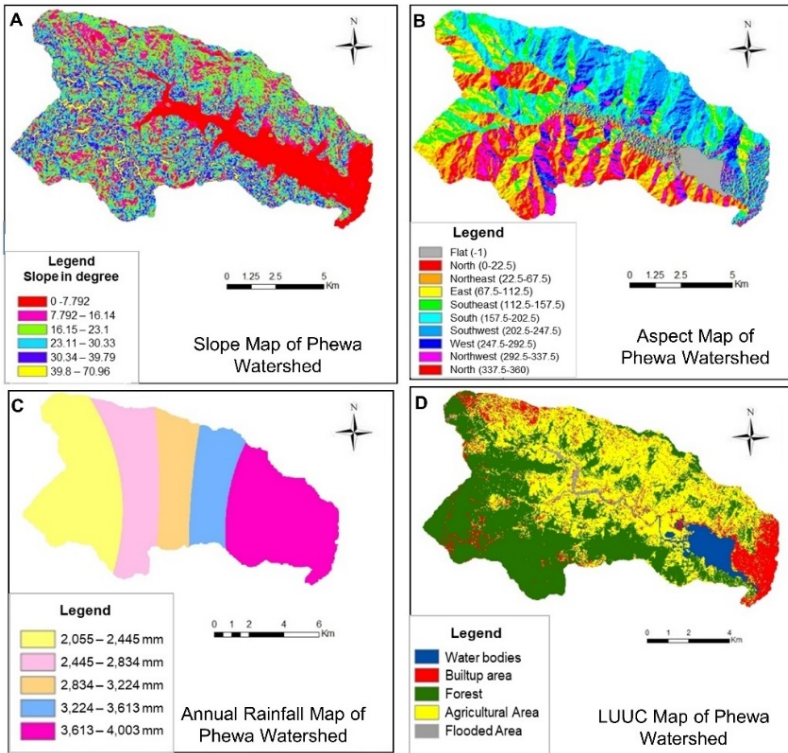 A
N
Legend
Slope in degree
0 -7.792
7.792 – 16.14
16.15 – 23.1
23.11 – 30.33
30.34 – 39.79
39.8 – 70.96
0 1.25 2.5 5
Km
Slope Map of Phewa
Watershed
B
N
Legend
Flat (-1)
North (0-22.5)
Northeast (22.5-67.5)
East (67.5-112.5)
Southeast (112.5-157.5)
South (157.5-202.5)
Southwest (202.5-247.5)
West (247.5-292.5)
Northwest (292.5-337.5)
North (337.5-360)
0 1.25 2.5 5
Km
Aspect Map of
Phewa Watershed
C
N
Legend
2,055 – 2,445 mm
2,445 – 2,834 mm
2,834 – 3,224 mm
3,224 – 3,613 mm
3,613 – 4,003 mm
0 1 2 4 6
Km
Annual Rainfall Map of
Phewa Watershed
D
N
Legend
Water bodies
Builtup area
Forest
Agricultural Area
Flooded Area
0 1 2 4
Km
LUUC Map of Phewa
Watershed